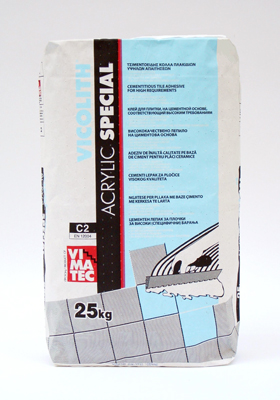 VICOLITH
ACRYLIC SPECIAL
ΤΣΙΜΕΝΤΟΕΙΔΗΣ ΚΟΛΛΑ ΠΛΑΚΙΔΙΩΝ
ΥΨΗΛΩΝ ΑΠΑΙΤΗΣΕΩΝ
CEMENTITIOUS TILE ADHESIVE
FOR HIGH REQUIREMENTS
КЛЕЙ ДЛЯ ПЛИТКИ, НА ЦЕМЕНТНОЙ ОСНОВЕ,
СООТВЕТСТВУЮЩИЙ ВЫСОКИМ ТРЕБОВАНИЯМ
ВИСОКОКАЧЕСТВЕНО ЛЕПИЛО
НА ЦИМЕНТОВА ОСНОВА
ADEZIV DE ÎNALTĂ CALITATE PE BAZĂ
DE CIMENT PENTRU PLĂCI CERAMICE
CEMENTI LEPAK ZA PLOČICE
VISOKOG KVALITETA
NGJITESE PER PLLAKA ME BAZE ÇIMENTO
ME KERKESA TE LARTA
ЦЕМЕНТЕН ЛЕПАК ЗА ПЛОЧКИ
ЗА ВИСОКИ СПЕЦИФИЧНИ БАРАЊА
C2
EN 12004
VIMATEC
25kg